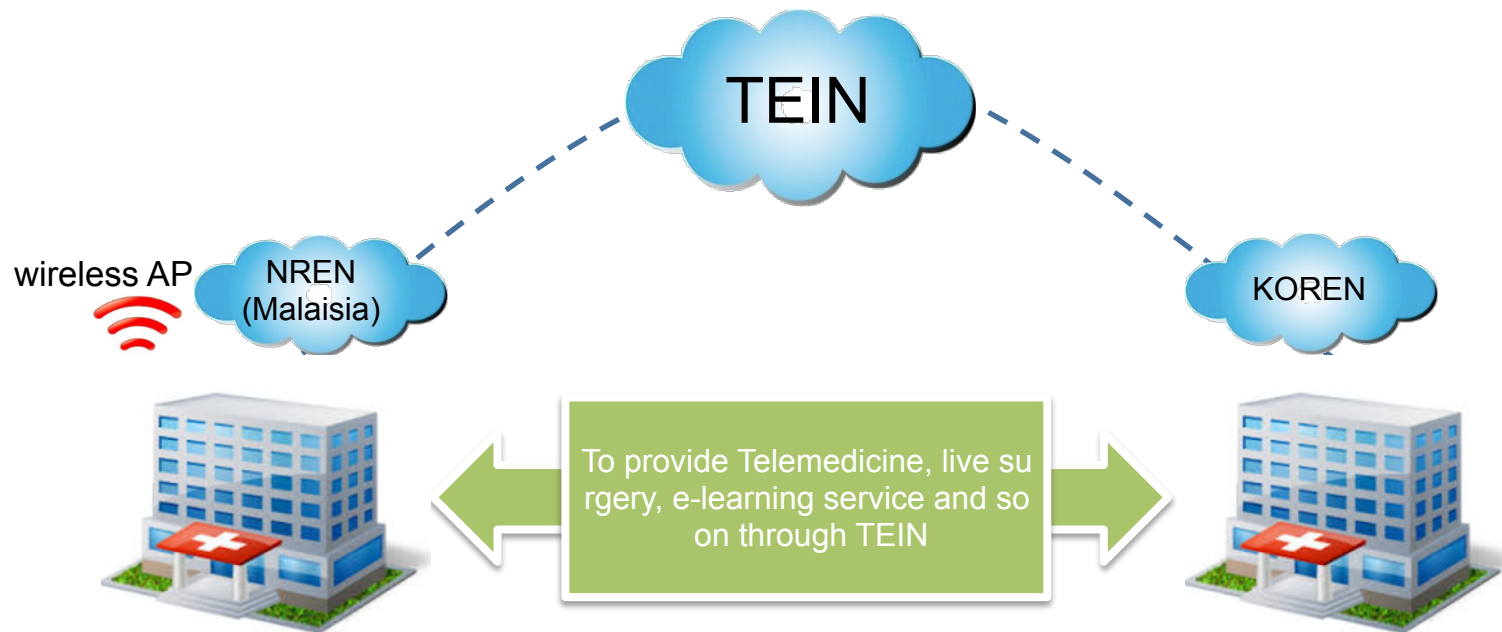 TEIN
wireless AP
NREN
(Malaisia)
KOREN
To provide Telemedicine, live su
rgery, e-learning service and so
on through TEIN